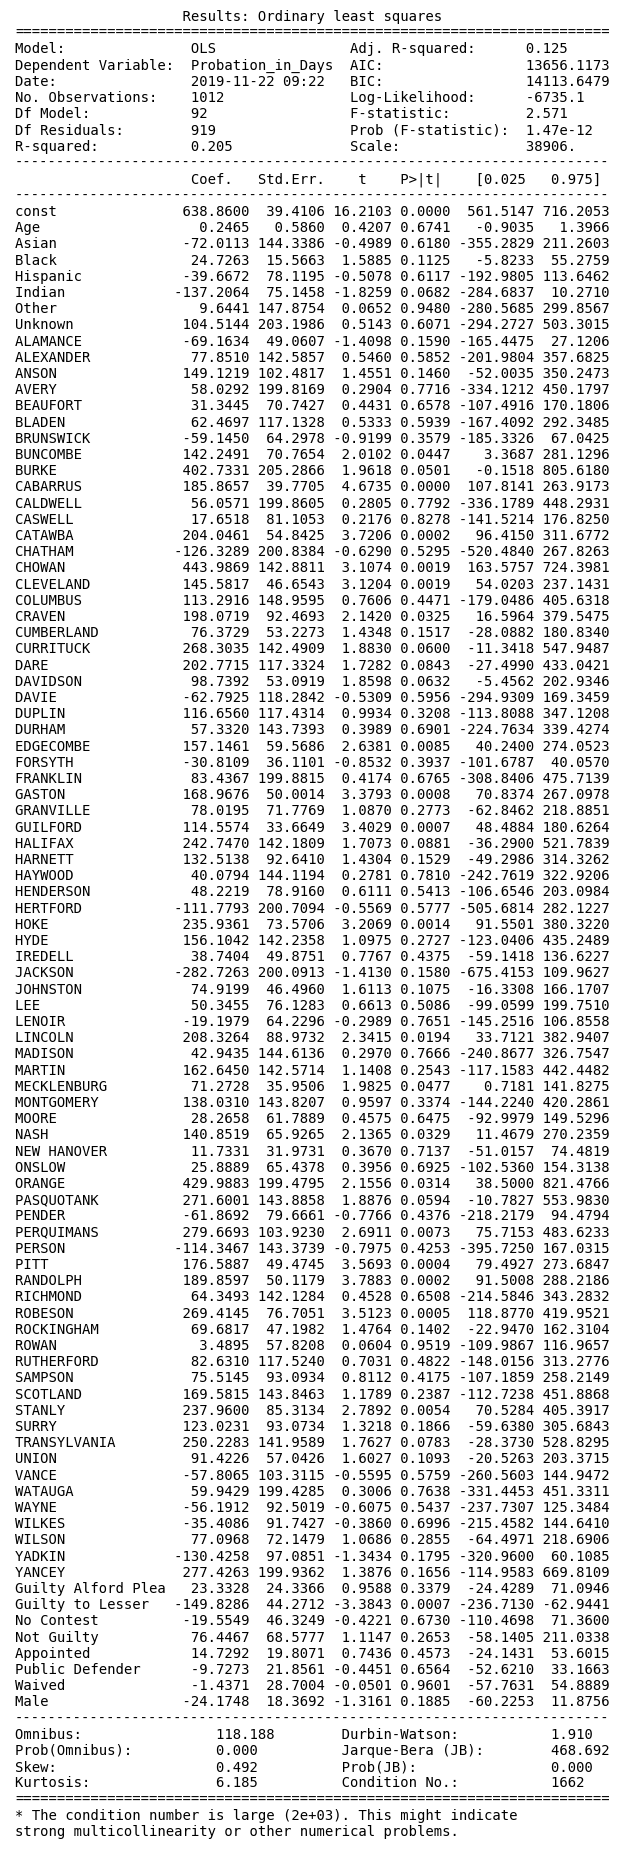 Results: Ordinary least squares
=======================================================================
Model: OLS Adj. R-squared: 0.125
Dependent Variable: Probation_in_Days AIC: 13656.1173
Date: 2019-11-22 09:22 BIC: 14113.6479
No. Observations: 1012 Log-Likelihood: -6735.1
Df Model: 92 F-statistic: 2.571
Df Residuals: 919 Prob (F-statistic): 1.47e-12
R-squared: 0.205 Scale: 38906.
-----------------------------------------------------------------------
Coef. Std.Err. t P>|t| [0.025 0.975]
-----------------------------------------------------------------------
const 638.8600 39.4106 16.2103 0.0000 561.5147 716.2053
Age 0.2465 0.5860 0.4207 0.6741 -0.9035 1.3966
Asian -72.0113 144.3386 -0.4989 0.6180 -355.2829 211.2603
Black 24.7263 15.5663 1.5885 0.1125 -5.8233 55.2759
Hispanic -39.6672 78.1195 -0.5078 0.6117 -192.9805 113.6462
Indian -137.2064 75.1458 -1.8259 0.0682 -284.6837 10.2710
Other 9.6441 147.8754 0.0652 0.9480 -280.5685 299.8567
Unknown 104.5144 203.1986 0.5143 0.6071 -294.2727 503.3015
ALAMANCE -69.1634 49.0607 -1.4098 0.1590 -165.4475 27.1206
ALEXANDER 77.8510 142.5857 0.5460 0.5852 -201.9804 357.6825
ANSON 149.1219 102.4817 1.4551 0.1460 -52.0035 350.2473
AVERY 58.0292 199.8169 0.2904 0.7716 -334.1212 450.1797
BEAUFORT 31.3445 70.7427 0.4431 0.6578 -107.4916 170.1806
BLADEN 62.4697 117.1328 0.5333 0.5939 -167.4092 292.3485
BRUNSWICK -59.1450 64.2978 -0.9199 0.3579 -185.3326 67.0425
BUNCOMBE 142.2491 70.7654 2.0102 0.0447 3.3687 281.1296
BURKE 402.7331 205.2866 1.9618 0.0501 -0.1518 805.6180
CABARRUS 185.8657 39.7705 4.6735 0.0000 107.8141 263.9173
CALDWELL 56.0571 199.8605 0.2805 0.7792 -336.1789 448.2931
CASWELL 17.6518 81.1053 0.2176 0.8278 -141.5214 176.8250
CATAWBA 204.0461 54.8425 3.7206 0.0002 96.4150 311.6772
CHATHAM -126.3289 200.8384 -0.6290 0.5295 -520.4840 267.8263
CHOWAN 443.9869 142.8811 3.1074 0.0019 163.5757 724.3981
CLEVELAND 145.5817 46.6543 3.1204 0.0019 54.0203 237.1431
COLUMBUS 113.2916 148.9595 0.7606 0.4471 -179.0486 405.6318
CRAVEN 198.0719 92.4693 2.1420 0.0325 16.5964 379.5475
CUMBERLAND 76.3729 53.2273 1.4348 0.1517 -28.0882 180.8340
CURRITUCK 268.3035 142.4909 1.8830 0.0600 -11.3418 547.9487
DARE 202.7715 117.3324 1.7282 0.0843 -27.4990 433.0421
DAVIDSON 98.7392 53.0919 1.8598 0.0632 -5.4562 202.9346
DAVIE -62.7925 118.2842 -0.5309 0.5956 -294.9309 169.3459
DUPLIN 116.6560 117.4314 0.9934 0.3208 -113.8088 347.1208
DURHAM 57.3320 143.7393 0.3989 0.6901 -224.7634 339.4274
EDGECOMBE 157.1461 59.5686 2.6381 0.0085 40.2400 274.0523
FORSYTH -30.8109 36.1101 -0.8532 0.3937 -101.6787 40.0570
FRANKLIN 83.4367 199.8815 0.4174 0.6765 -308.8406 475.7139
GASTON 168.9676 50.0014 3.3793 0.0008 70.8374 267.0978
GRANVILLE 78.0195 71.7769 1.0870 0.2773 -62.8462 218.8851
GUILFORD 114.5574 33.6649 3.4029 0.0007 48.4884 180.6264
HALIFAX 242.7470 142.1809 1.7073 0.0881 -36.2900 521.7839
HARNETT 132.5138 92.6410 1.4304 0.1529 -49.2986 314.3262
HAYWOOD 40.0794 144.1194 0.2781 0.7810 -242.7619 322.9206
HENDERSON 48.2219 78.9160 0.6111 0.5413 -106.6546 203.0984
HERTFORD -111.7793 200.7094 -0.5569 0.5777 -505.6814 282.1227
HOKE 235.9361 73.5706 3.2069 0.0014 91.5501 380.3220
HYDE 156.1042 142.2358 1.0975 0.2727 -123.0406 435.2489
IREDELL 38.7404 49.8751 0.7767 0.4375 -59.1418 136.6227
JACKSON -282.7263 200.0913 -1.4130 0.1580 -675.4153 109.9627
JOHNSTON 74.9199 46.4960 1.6113 0.1075 -16.3308 166.1707
LEE 50.3455 76.1283 0.6613 0.5086 -99.0599 199.7510
LENOIR -19.1979 64.2296 -0.2989 0.7651 -145.2516 106.8558
LINCOLN 208.3264 88.9732 2.3415 0.0194 33.7121 382.9407
MADISON 42.9435 144.6136 0.2970 0.7666 -240.8677 326.7547
MARTIN 162.6450 142.5714 1.1408 0.2543 -117.1583 442.4482
MECKLENBURG 71.2728 35.9506 1.9825 0.0477 0.7181 141.8275
MONTGOMERY 138.0310 143.8207 0.9597 0.3374 -144.2240 420.2861
MOORE 28.2658 61.7889 0.4575 0.6475 -92.9979 149.5296
NASH 140.8519 65.9265 2.1365 0.0329 11.4679 270.2359
NEW HANOVER 11.7331 31.9731 0.3670 0.7137 -51.0157 74.4819
ONSLOW 25.8889 65.4378 0.3956 0.6925 -102.5360 154.3138
ORANGE 429.9883 199.4795 2.1556 0.0314 38.5000 821.4766
PASQUOTANK 271.6001 143.8858 1.8876 0.0594 -10.7827 553.9830
PENDER -61.8692 79.6661 -0.7766 0.4376 -218.2179 94.4794
PERQUIMANS 279.6693 103.9230 2.6911 0.0073 75.7153 483.6233
PERSON -114.3467 143.3739 -0.7975 0.4253 -395.7250 167.0315
PITT 176.5887 49.4745 3.5693 0.0004 79.4927 273.6847
RANDOLPH 189.8597 50.1179 3.7883 0.0002 91.5008 288.2186
RICHMOND 64.3493 142.1284 0.4528 0.6508 -214.5846 343.2832
ROBESON 269.4145 76.7051 3.5123 0.0005 118.8770 419.9521
ROCKINGHAM 69.6817 47.1982 1.4764 0.1402 -22.9470 162.3104
ROWAN 3.4895 57.8208 0.0604 0.9519 -109.9867 116.9657
RUTHERFORD 82.6310 117.5240 0.7031 0.4822 -148.0156 313.2776
SAMPSON 75.5145 93.0934 0.8112 0.4175 -107.1859 258.2149
SCOTLAND 169.5815 143.8463 1.1789 0.2387 -112.7238 451.8868
STANLY 237.9600 85.3134 2.7892 0.0054 70.5284 405.3917
SURRY 123.0231 93.0734 1.3218 0.1866 -59.6380 305.6843
TRANSYLVANIA 250.2283 141.9589 1.7627 0.0783 -28.3730 528.8295
UNION 91.4226 57.0426 1.6027 0.1093 -20.5263 203.3715
VANCE -57.8065 103.3115 -0.5595 0.5759 -260.5603 144.9472
WATAUGA 59.9429 199.4285 0.3006 0.7638 -331.4453 451.3311
WAYNE -56.1912 92.5019 -0.6075 0.5437 -237.7307 125.3484
WILKES -35.4086 91.7427 -0.3860 0.6996 -215.4582 144.6410
WILSON 77.0968 72.1479 1.0686 0.2855 -64.4971 218.6906
YADKIN -130.4258 97.0851 -1.3434 0.1795 -320.9600 60.1085
YANCEY 277.4263 199.9362 1.3876 0.1656 -114.9583 669.8109
Guilty Alford Plea 23.3328 24.3366 0.9588 0.3379 -24.4289 71.0946
Guilty to Lesser -149.8286 44.2712 -3.3843 0.0007 -236.7130 -62.9441
No Contest -19.5549 46.3249 -0.4221 0.6730 -110.4698 71.3600
Not Guilty 76.4467 68.5777 1.1147 0.2653 -58.1405 211.0338
Appointed 14.7292 19.8071 0.7436 0.4573 -24.1431 53.6015
Public Defender -9.7273 21.8561 -0.4451 0.6564 -52.6210 33.1663
Waived -1.4371 28.7004 -0.0501 0.9601 -57.7631 54.8889
Male -24.1748 18.3692 -1.3161 0.1885 -60.2253 11.8756
-----------------------------------------------------------------------
Omnibus: 118.188 Durbin-Watson: 1.910
Prob(Omnibus): 0.000 Jarque-Bera (JB): 468.692
Skew: 0.492 Prob(JB): 0.000
Kurtosis: 6.185 Condition No.: 1662
=======================================================================
* The condition number is large (2e+03). This might indicate
strong multicollinearity or other numerical problems.